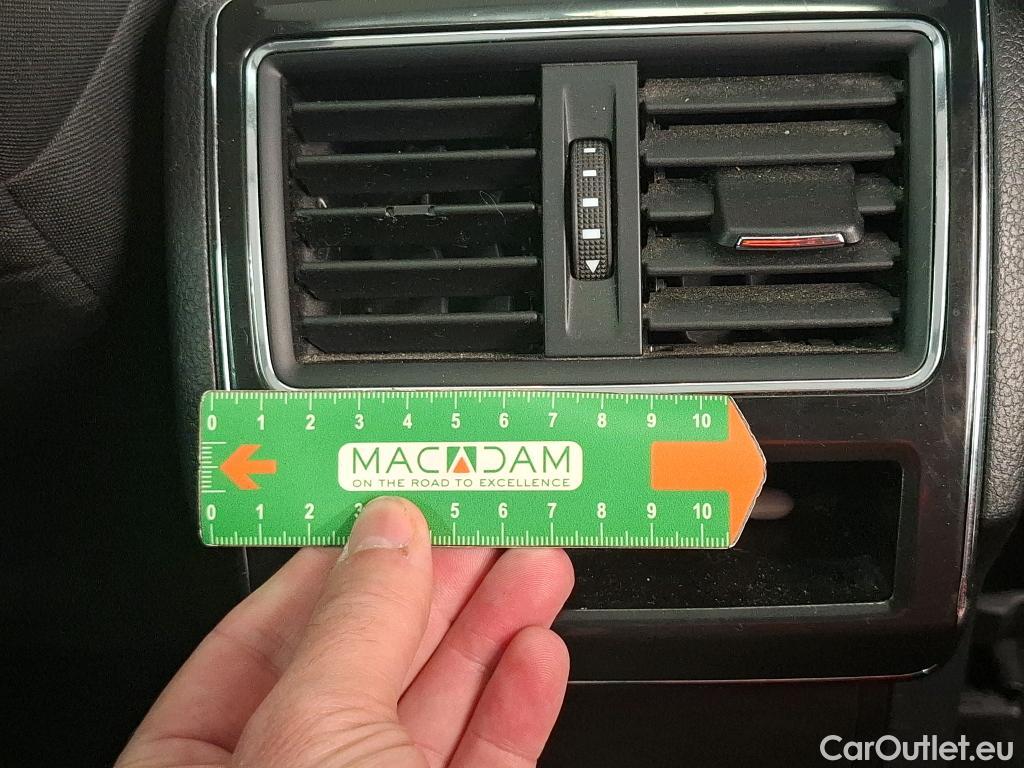 0 1 2 3 4 5 6 7 8 9 10
MACADAM
ON THE ROAD TO EXCELLENCE
0 1 2 3 5 6 7 8 9 10
CarOutlet.eu